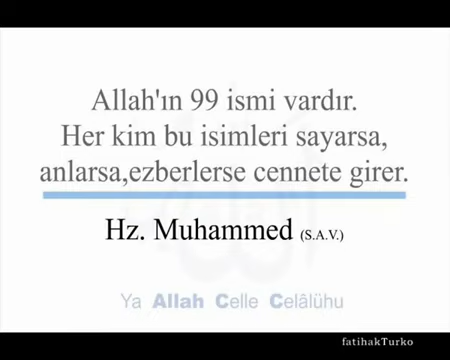 Allah'ın 99 ismi vardır.
Her kim bu isimleri sayarsa,
anlarsa,ezberlerse cennete girer.
Hz. Muhammed (S.A.V.)
Ya Allah Celle Celâlühu
fatihakTurko